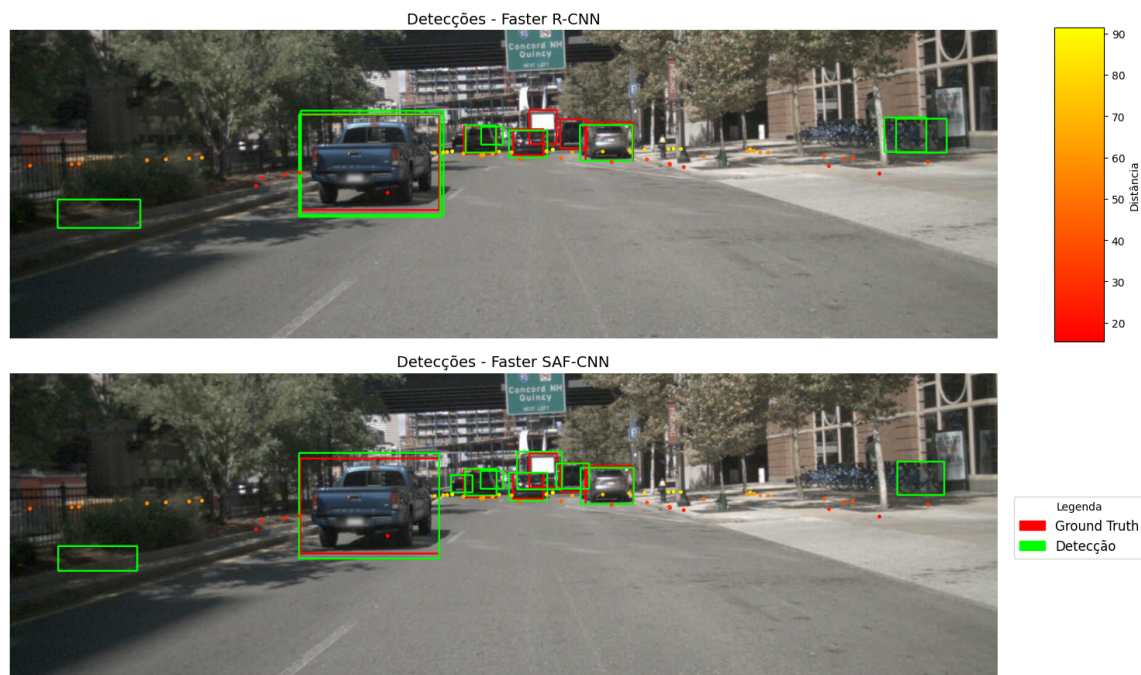 Detecções - Faster R-CNN
Concord NH
Quincy
NEXT LEFT
90
80
70
60
50
40
30
20
Distância
Detecções - Faster SAF-CNN
Concord NH
Quincy
NEXT LEFT
Legenda
Ground Truth
Detecção